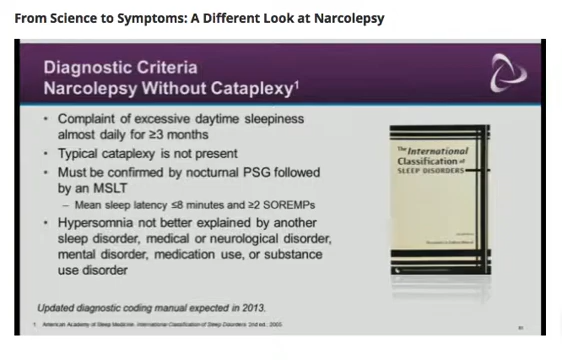 From Science to Symptoms: A Different Look at Narcolepsy
Diagnostic Criteria
Narcolepsy Without Cataplexy¹
• Complaint of excessive daytime sleepiness
almost daily for ≥3 months
• Typical cataplexy is not present
• Must be confirmed by nocturnal PSG followed
by an MSLT
– Mean sleep latency ≤8 minutes and ≥2 SOREMPs
• Hypersomnia not better explained by another
sleep disorder, medical or neurological disorder,
mental disorder, medication use, or substance
use disorder
The International
Classification of
SLEEP DISORDERS
Updated diagnostic coding manual expected in 2013.
1. American Academy of Sleep Medicine. International Classification of Sleep Disorders. 2nd ed.; 2005.